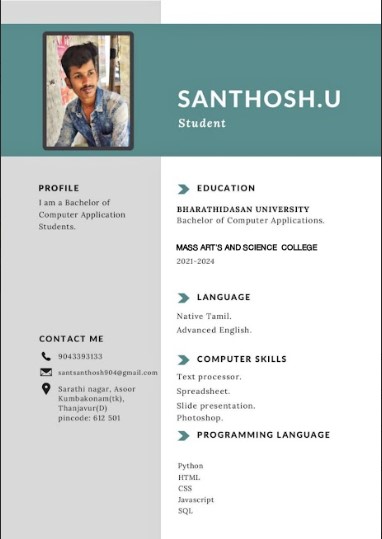 SANTHOSH.U
Student
PROFILE
I am a Bachelor of
Computer Application
Students.
CONTACT ME
9043393133
santsanthosh904@gmail.com
Sarathi nagar, Asoor
Kumbakonam(tk),
Thanjavur(D)
pincode: 612 501
EDUCATION
BHARATHIDASAN UNIVERSITY
Bachelor of Computer Applications.
MASS ART'S AND SCIENCE COLLEGE
2021-2024
LANGUAGE
Native Tamil.
Advanced English.
COMPUTER SKILLS
Text processor.
Spreadsheet.
Slide presentation.
Photoshop.
PROGRAMMING LANGUAGE
Python
HTML
CSS
Javascript
SQL